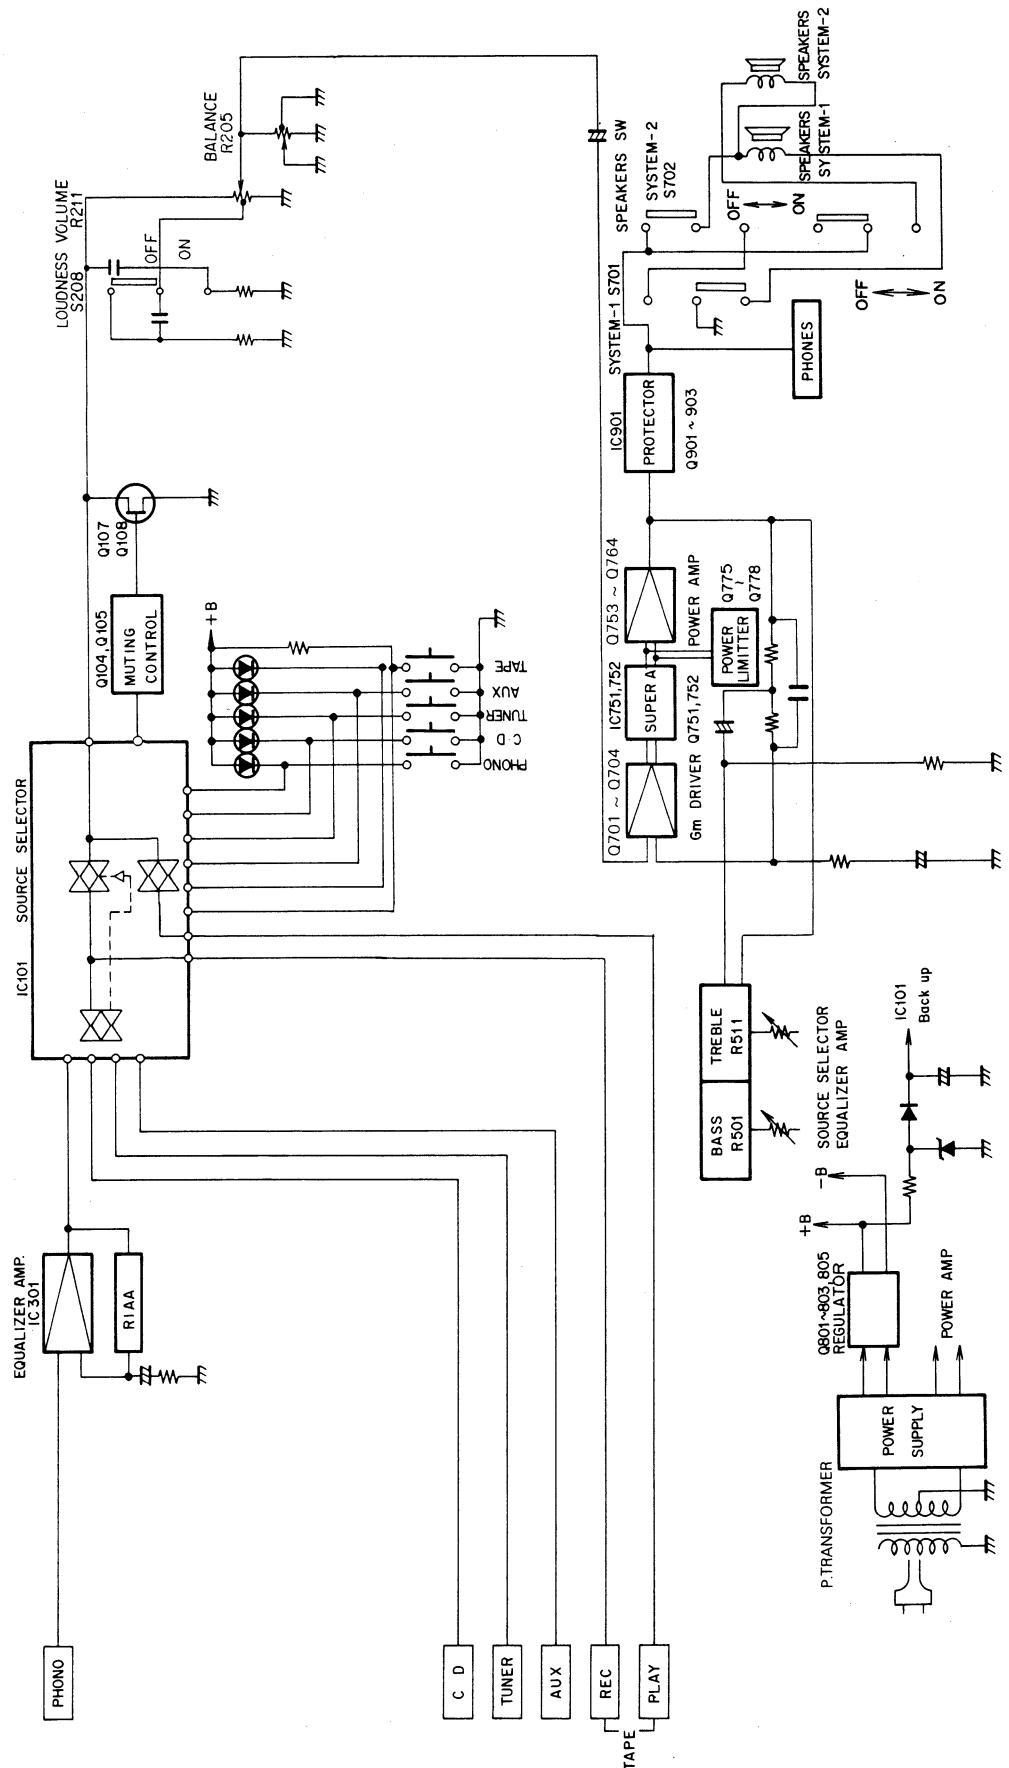 PHONO
EQUALIZER AMP.
IC301
RIAA
C D
TUNER
AUX
REC
PLAY
TAPE
IC101 SOURCE SELECTOR
Q104,Q105
MUTING
CONTROL
Q107
Q108
+B
PHONO
C·D
TUNER
AUX
TAPE
LOUDNESS VOLUME
S208 R211
OFF
ON
BALANCE
R205
Q701 ~ Q704
Gm DRIVER
IC751,752
SUPER A
Q751,752
Q753 ~ Q764
POWER AMP
POWER
LIMITTER
Q775
~
Q778
IC901
PROTECTOR
Q901 ~ 903
PHONES
SPEAKERS SW
SYSTEM-1 S701
SYSTEM-2
S702
OFF
ON
OFF
ON
SPEAKERS
SYSTEM-1
SPEAKERS
SYSTEM-2
BASS
R501
TREBLE
R511
SOURCE SELECTOR
EQUALIZER AMP
P.TRANSFORMER
POWER
SUPPLY
Q801~803,805
REGULATOR
POWER AMP
+B
-B
IC101
Back up